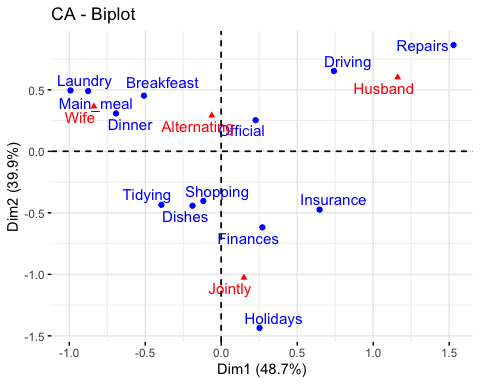 CA - Biplot
Repairs
Driving
Husband
Laundry
Breakfeast
Main_meal
Wife
Dinner
Alternating
Official
Tidying
Shopping
Dishes
Insurance
Finances
Jointly
Holidays
0.5
0.0
-0.5
-1.0
-1.5
-1.0
-0.5
0.0
0.5
1.0
1.5
Dim1 (48.7%)
Dim2 (39.9%)